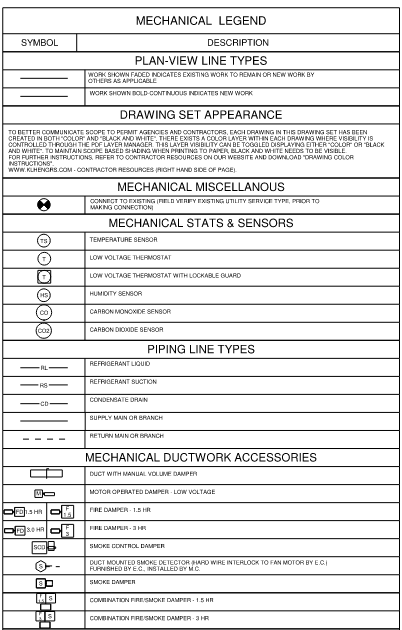 MECHANICAL LEGEND
SYMBOL DESCRIPTION
PLAN-VIEW LINE TYPES
WORK SHOWN FADED INDICATES EXISTING WORK TO REMAIN OR NEW WORK BY
OTHERS AS APPLICABLE.
WORK SHOWN BOLD-CONTINUOUS INDICATES NEW WORK
DRAWING SET APPEARANCE
TO BETTER COMMUNICATE SCOPE TO PERMIT AGENCIES AND CONTRACTORS, EACH DRAWING IN THIS DRAWING SET HAS BEEN
CREATED IN BOTH "COLOR" AND "BLACK AND WHITE". THERE EXISTS A COLOR LAYER WITHIN EACH DRAWING WHERE VISIBILITY IS
CONTROLLED THROUGH THE PDF LAYER MANAGER. THIS LAYER VISIBILITY CAN BE TOGGLED DISPLAYING EITHER "COLOR" OR "BLACK
AND WHITE". TO MAINTAIN SCOPE BASED SHADING WHEN PRINTING TO PAPER, BLACK AND WHITE NEEDS TO BE VISIBLE.
FOR FURTHER INSTRUCTIONS, REFER TO CONTRACTOR RESOURCES ON OUR WEBSITE AND DOWNLOAD "DRAWING COLOR
INSTRUCTIONS".
WWW.KLHENGRS.COM - CONTRACTOR RESOURCES (RIGHT HAND SIDE OF PAGE).
MECHANICAL MISCELLANOUS
CONNECT TO EXISTING (FIELD VERIFY EXISTING UTILITY SERVICE TYPE, PRIOR TO
MAKING CONNECTION)
MECHANICAL STATS & SENSORS
TS TEMPERATURE SENSOR
T LOW VOLTAGE THERMOSTAT
T LOW VOLTAGE THERMOSTAT WITH LOCKABLE GUARD
HS HUMIDITY SENSOR
CO CARBON MONOXIDE SENSOR
CO2 CARBON DIOXIDE SENSOR
PIPING LINE TYPES
RL REFRIGERANT LIQUID
RS REFRIGERANT SUCTION
CD CONDENSATE DRAIN
SUPPLY MAIN OR BRANCH
RETURN MAIN OR BRANCH
MECHANICAL DUCTWORK ACCESSORIES
DUCT WITH MANUAL VOLUME DAMPER
M MOTOR OPERATED DAMPER - LOW VOLTAGE
FD 1.5 HR F 1.5 FIRE DAMPER - 1.5 HR
FD 3.0 HR F 3 FIRE DAMPER - 3 HR
SCD SMOKE CONTROL DAMPER
S DUCT MOUNTED SMOKE DETECTOR (HARD WIRE INTERLOCK TO FAN MOTOR BY E.C.)
FURNISHED BY E.C., INSTALLED BY M.C.
S SMOKE DAMPER
F 1.5 S COMBINATION FIRE/SMOKE DAMPER - 1.5 HR
F 3 S COMBINATION FIRE/SMOKE DAMPER - 3 HR